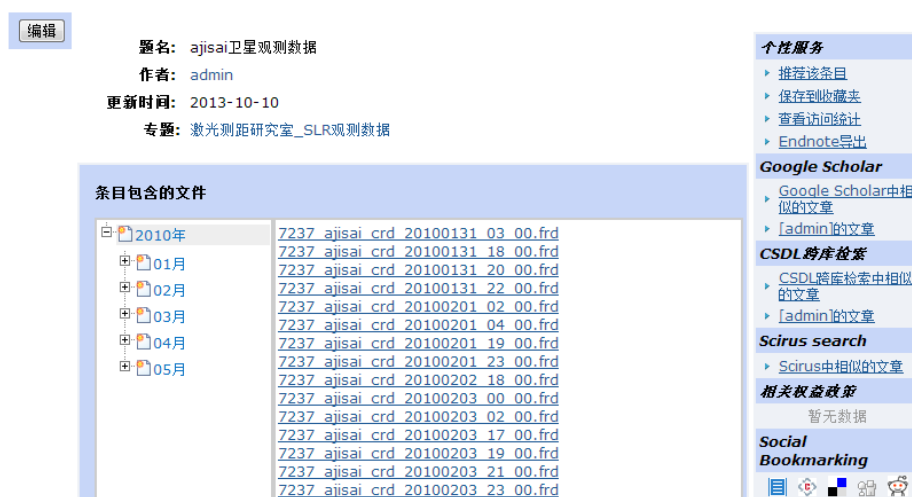 编辑
题名: ajisai卫星观测数据
作者: admin
更新时间: 2013-10-10
专题: 激光测距研究室_SLR观测数据
条目包含的文件
2010年
01月
02月
03月
04月
05月
7237_ajisai_crd_20100131_03_00.frd
7237_ajisai_crd_20100131_18_00.frd
7237_ajisai_crd_20100131_20_00.frd
7237_ajisai_crd_20100131_22_00.frd
7237_ajisai_crd_20100201_02_00.frd
7237_ajisai_crd_20100201_04_00.frd
7237_ajisai_crd_20100201_19_00.frd
7237_ajisai_crd_20100201_23_00.frd
7237_ajisai_crd_20100202_18_00.frd
7237_ajisai_crd_20100203_00_00.frd
7237_ajisai_crd_20100203_02_00.frd
7237_ajisai_crd_20100203_17_00.frd
7237_ajisai_crd_20100203_19_00.frd
7237_ajisai_crd_20100203_21_00.frd
7237_ajisai_crd_20100203_23_00.frd
个性服务
推荐该条目
保存到收藏夹
查看访问统计
Endnote导出
Google Scholar
Google Scholar中相
似的文章
[admin]的文章
CSDL跨库检索
CSDL跨库检索中相似
的文章
[admin]的文章
Scirus search
Scirus中相似的文章
相关权益政策
暂无数据
Social
Bookmarking